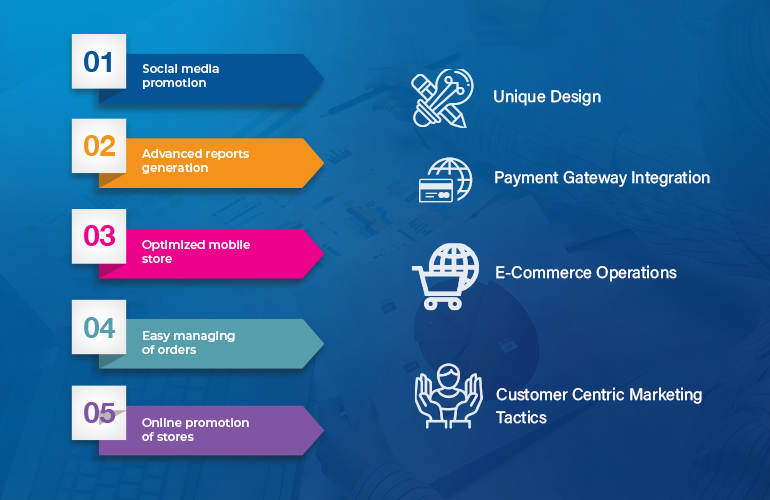 01
Social media
promotion
02
Advanced reports
generation
03
Optimized mobile
store
04
Easy managing
of orders
05
Online promotion
of stores
Unique Design
Payment Gateway Integration
E-Commerce Operations
Customer Centric Marketing
Tactics